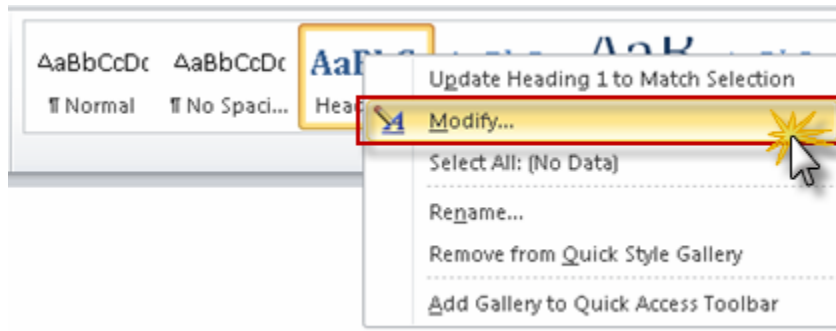 AaBbCcDc AaBbCcDc
¶ Normal ¶ No Spaci...
Update Heading 1 to Match Selection
Modify...
Select All: (No Data)
Rename...
Remove from Quick Style Gallery
Add Gallery to Quick Access Toolbar